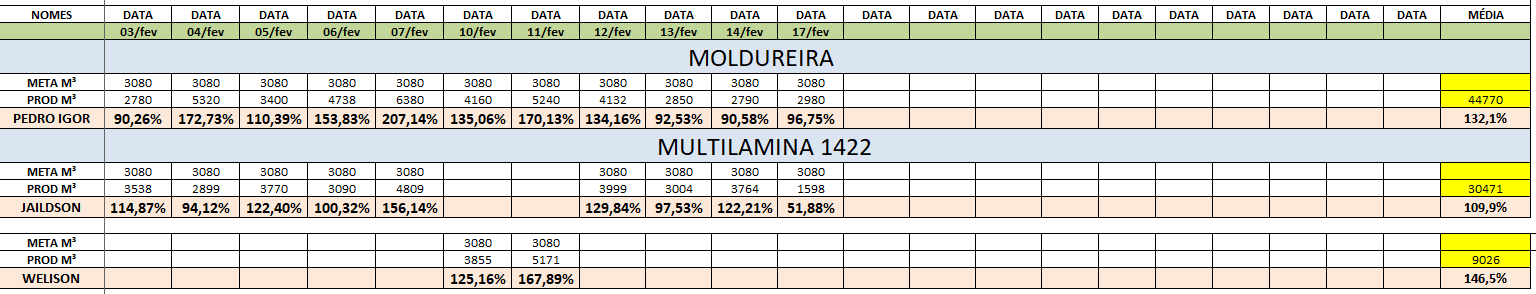 NOMES DATA DATA DATA DATA DATA DATA DATA DATA DATA DATA DATA DATA DATA DATA DATA DATA DATA DATA DATA DATA DATA MÉDIA
03/fev 04/fev 05/fev 06/fev 07/fev 10/fev 11/fev 12/fev 13/fev 14/fev 17/fev
MOLDUREIRA
META M³ 3080 3080 3080 3080 3080 3080 3080 3080 3080 3080 3080
PROD M³ 2780 5320 3400 4738 6380 4160 5240 4132 2850 2790 2980 44770
PEDRO IGOR 90,26% 172,73% 110,39% 153,83% 207,14% 135,06% 170,13% 134,16% 92,53% 90,58% 96,75% 132,1%
MULTILAMINA 1422
META M³ 3080 3080 3080 3080 3080 3080 3080 3080 3080
PROD M³ 3538 2899 3770 3090 4809 3999 3004 3764 1598 30471
JAILDSON 114,87% 94,12% 122,40% 100,32% 156,14% 129,84% 97,53% 122,21% 51,88% 109,9%
META M³ 3080 3080
PROD M³ 3855 5171 9026
WELISON 125,16% 167,89% 146,5%